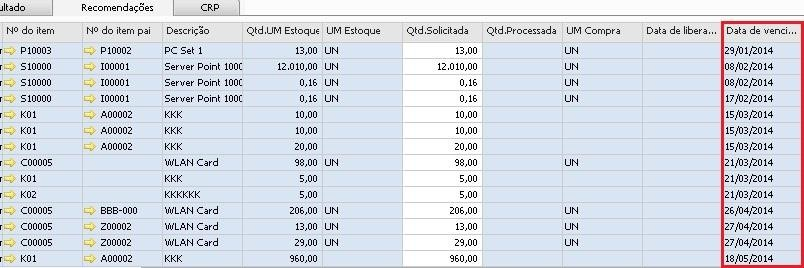 ultado Recomendações CRP
Nº do item Nº do item pai Descrição Qtd.UM Estoque UM Estoque Qtd.Solicitada Qtd.Processada UM Compra Data de libera... Data de venci...
P10003 P10002 PC Set 1 13,00 UN 13,00 UN 29/01/2014
S10000 I00001 Server Point 1000 12.010,00 UN 12.010,00 UN 08/02/2014
S10000 I00001 Server Point 1000 0,16 UN 0,16 UN 08/02/2014
S10000 I00001 Server Point 1000 0,16 UN 0,16 UN 17/02/2014
K01 A00002 KKK 10,00 10,00 15/03/2014
K01 A00002 KKK 10,00 10,00 15/03/2014
K01 A00002 KKK 20,00 20,00 15/03/2014
C00005 WLAN Card 98,00 UN 98,00 UN 21/03/2014
K01 KKK 5,00 5,00 21/03/2014
K02 KKKKKK 5,00 5,00 21/03/2014
C00005 BBB-000 WLAN Card 206,00 UN 206,00 UN 26/04/2014
C00005 Z00002 WLAN Card 13,00 UN 13,00 UN 27/04/2014
C00005 Z00002 WLAN Card 29,00 UN 29,00 UN 27/04/2014
K01 A00002 KKK 960,00 960,00 18/05/2014